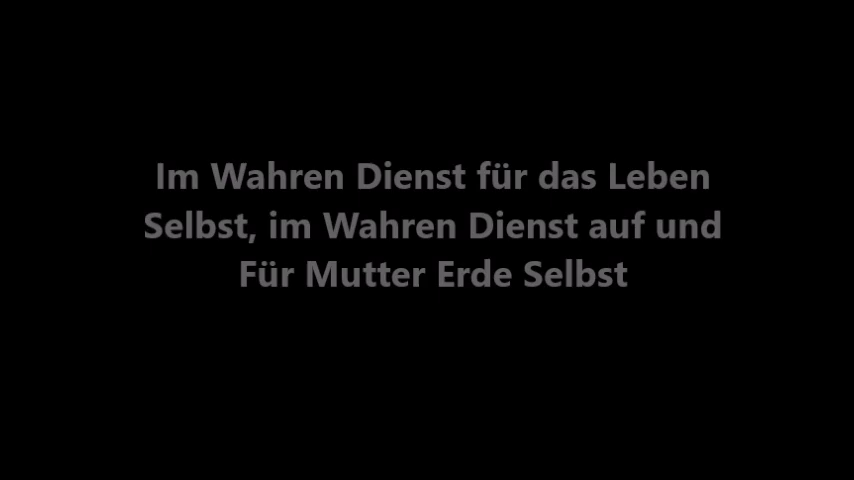 Im Wahren Dienst für das Leben
Selbst, im Wahren Dienst auf und
Für Mutter Erde Selbst